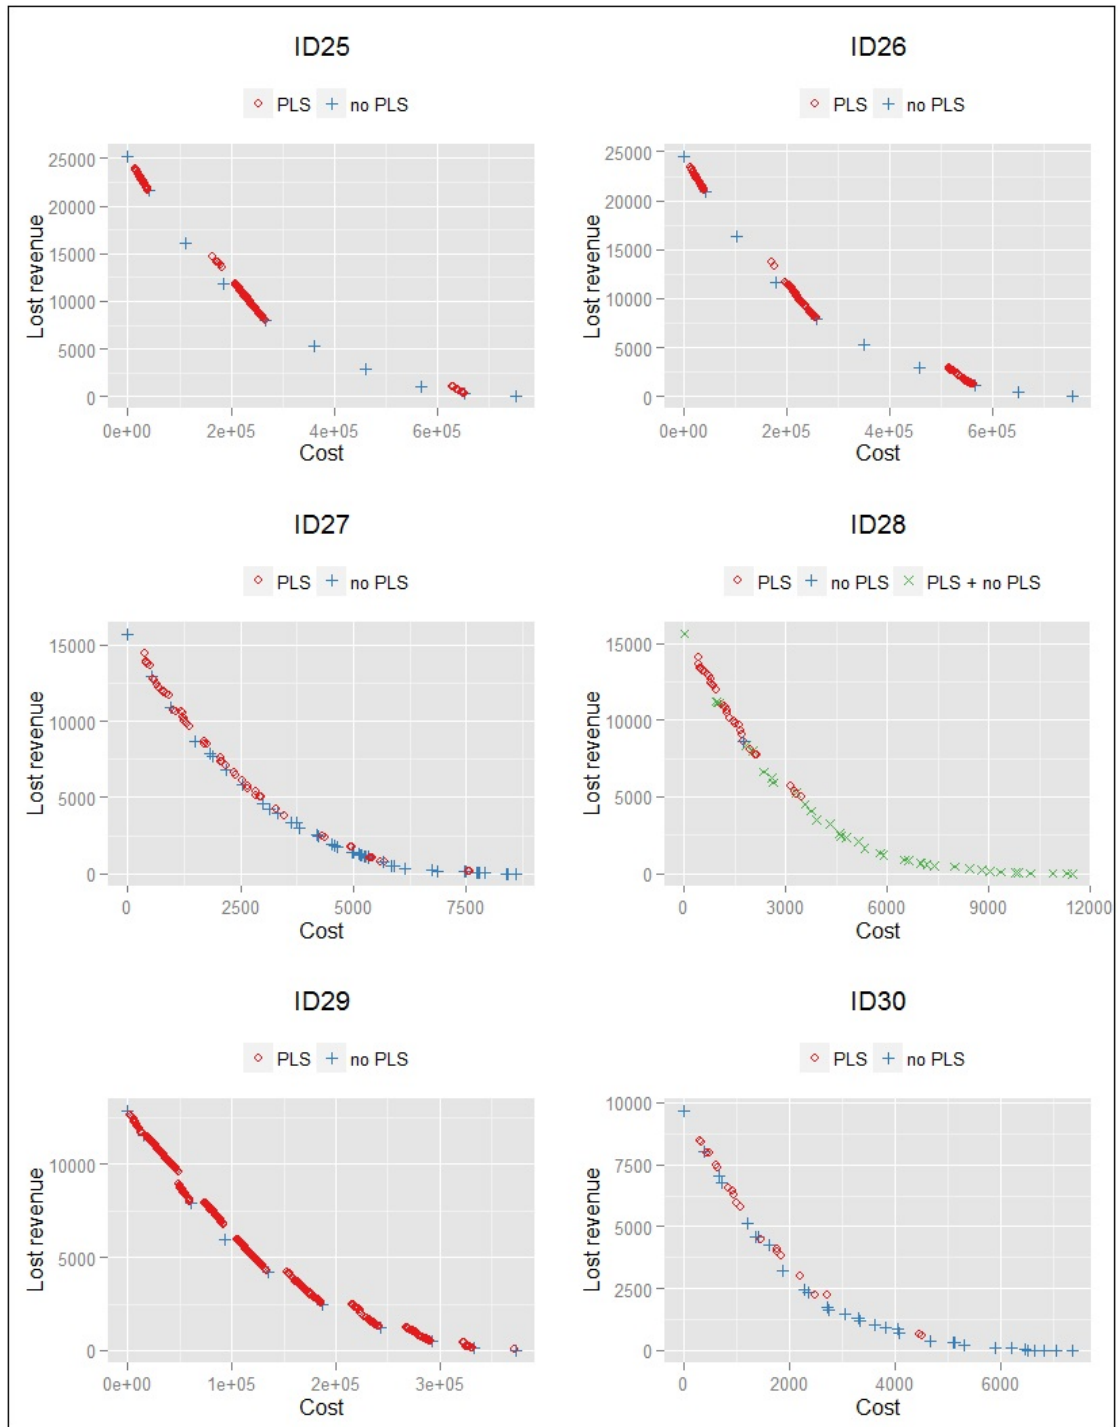 ID25 ID26
PLS no PLS PLS no PLS
25000 25000
20000 20000
15000 15000
10000 10000
5000 5000
0 0
Lost revenue Lost revenue
0e+00 2e+05 4e+05 6e+05 0e+00 2e+05 4e+05 6e+05
Cost Cost
ID27 ID28
PLS no PLS PLS no PLS PLS + no PLS
15000 15000
10000 10000
5000 5000
0 0
Lost revenue Lost revenue
0 2500 5000 7500 0 3000 6000 9000 12000
Cost Cost
ID29 ID30
PLS no PLS PLS no PLS
10000
10000 7500
5000 5000
2500
0 0
Lost revenue Lost revenue
0e+00 1e+05 2e+05 3e+05 0 2000 4000 6000
Cost Cost